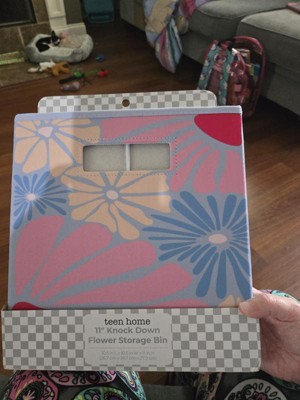 teen home
11" Knock Down
Flower Storage Bin